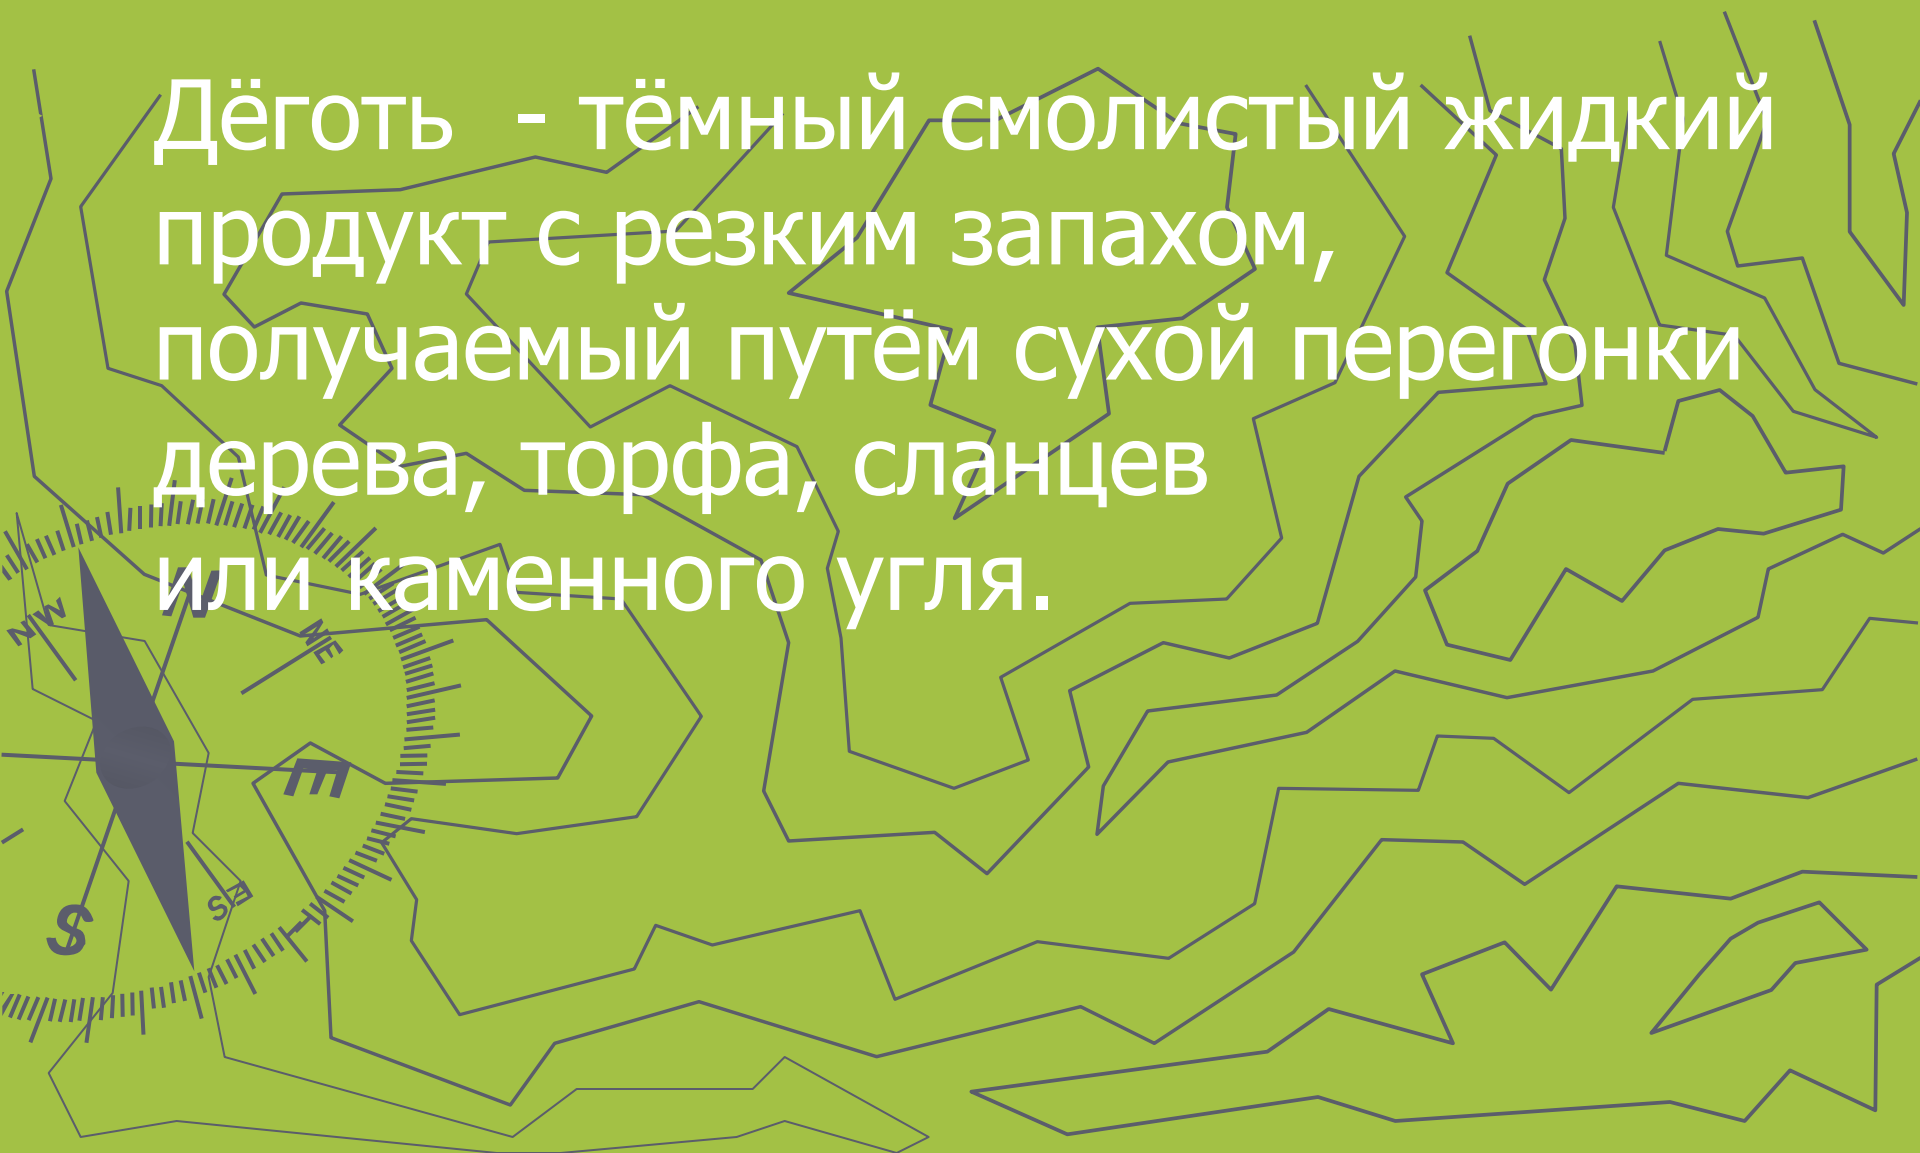 Дёготь  - тёмный смолистый жидкий
продукт с резким запахом,
получаемый путём сухой перегонки
дерева, торфа, сланцев
или каменного угля.
N
NW
NE
E
SE
S